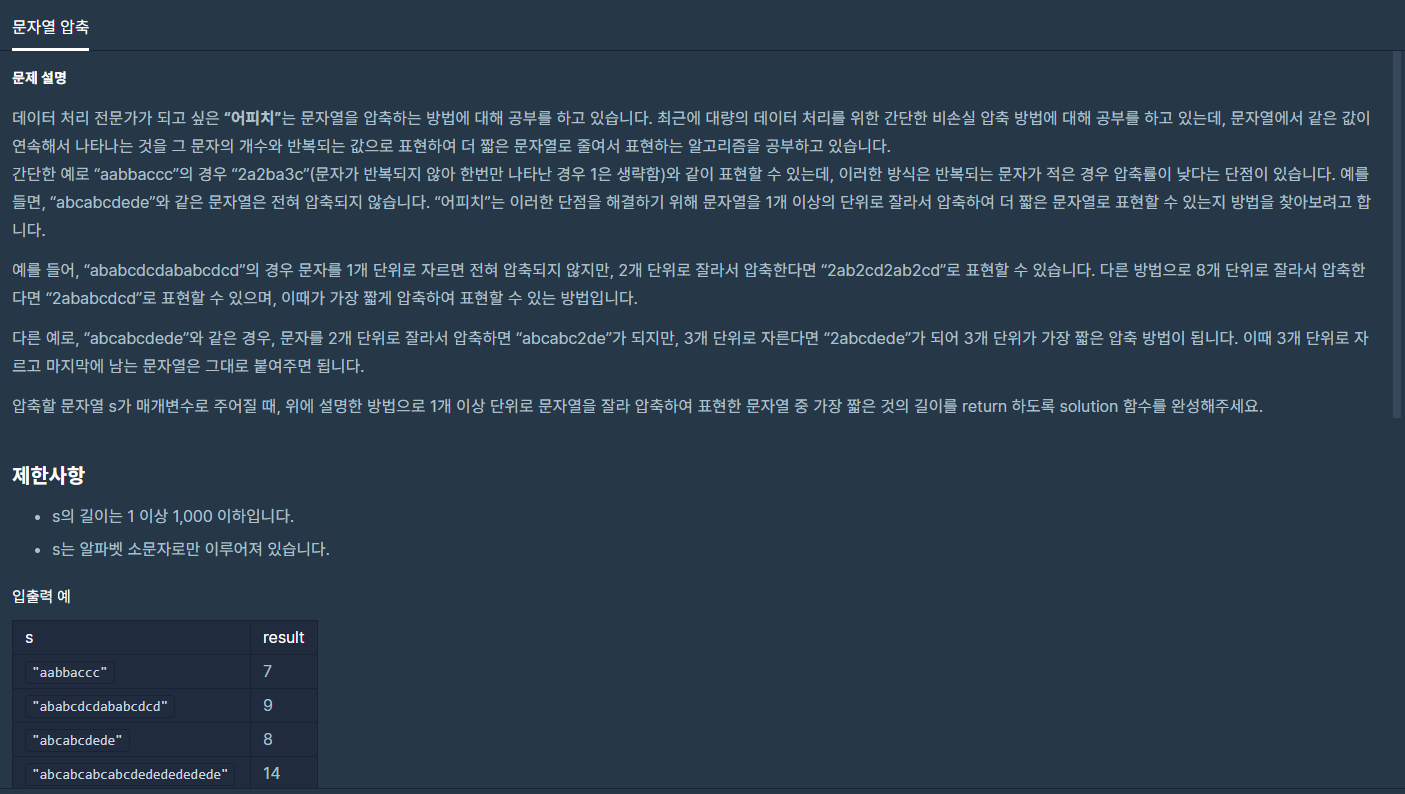 문자열 압축
문제 설명
데이터 처리 전문가가 되고 싶은 “어피치”는 문자열을 압축하는 방법에 대해 공부를 하고 있습니다. 최근에 대량의 데이터 처리를 위한 간단한 비손실 압축 방법에 대해 공부를 하고 있는데, 문자열에서 같은 값이
연속해서 나타나는 것을 그 문자의 개수와 반복되는 값으로 표현하여 더 짧은 문자열로 줄여서 표현하는 알고리즘을 공부하고 있습니다.
간단한 예로 “aabbaccc”의 경우 “2a2ba3c”(문자가 반복되지 않아 한번만 나타난 경우 1은 생략함)와 같이 표현할 수 있는데, 이러한 방식은 반복되는 문자가 적은 경우 압축률이 낮다는 단점이 있습니다. 예를
들면, “abcabcdede”와 같은 문자열은 전혀 압축되지 않습니다. “어피치”는 이러한 단점을 해결하기 위해 문자열을 1개 이상의 단위로 잘라서 압축하여 더 짧은 문자열로 표현할 수 있는지 방법을 찾아보려고 합
니다.
예를 들어, “ababcdcdababcdcd”의 경우 문자를 1개 단위로 자르면 전혀 압축되지 않지만, 2개 단위로 잘라서 압축한다면 “2ab2cd2ab2cd”로 표현할 수 있습니다. 다른 방법으로 8개 단위로 잘라서 압축한
다면 “2ababcdcd”로 표현할 수 있으며, 이때가 가장 짧게 압축하여 표현할 수 있는 방법입니다.
다른 예로, “abcabcdede”와 같은 경우, 문자를 2개 단위로 잘라서 압축하면 “abcabc2de”가 되지만, 3개 단위로 자른다면 “2abcdede”가 되어 3개 단위가 가장 짧은 압축 방법이 됩니다. 이때 3개 단위로 자
르고 마지막에 남는 문자열은 그대로 붙여주면 됩니다.
압축할 문자열 s가 매개변수로 주어질 때, 위에 설명한 방법으로 1개 이상 단위로 문자열을 잘라 압축하여 표현한 문자열 중 가장 짧은 것의 길이를 return 하도록 solution 함수를 완성해주세요.
제한사항
• s의 길이는 1 이상 1,000 이하입니다.
• s는 알파벳 소문자로만 이루어져 있습니다.
입출력 예
s result
"aabbaccc" 7
"ababcdcdababcdcd" 9
"abcabcdede" 8
"abcabcabcabcdededededede" 14